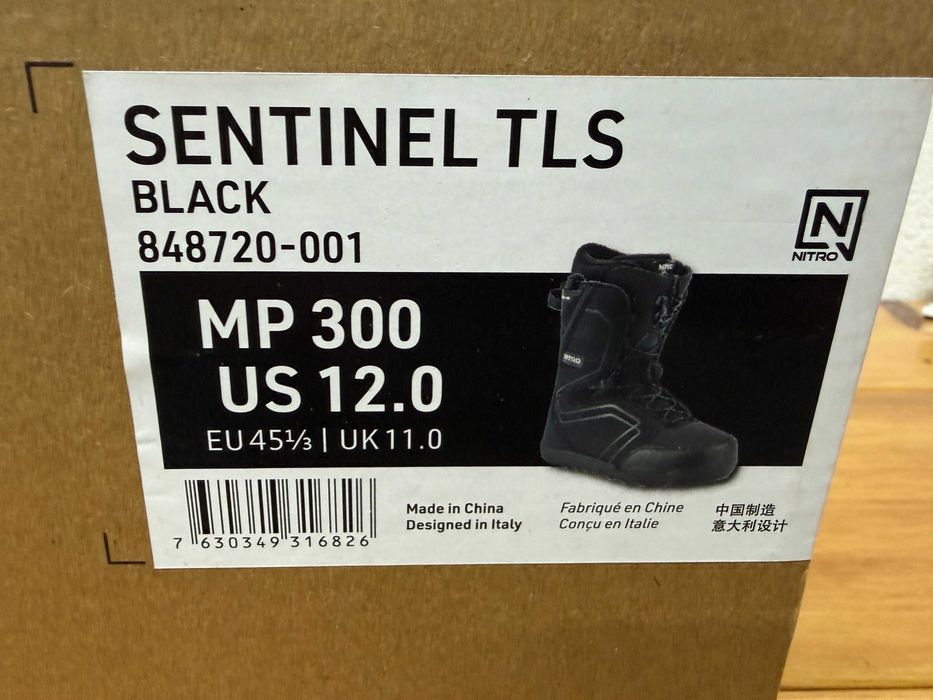 SENTINEL TLS
BLACK
848720-001
NITRO
MP 300
US 12.0
EU 45⅓ | UK 11.0
NITRO
7 630349 316826
Made in China
Designed in Italy
Fabriqué en Chine
Conçu en Italie
中国制造
意大利设计